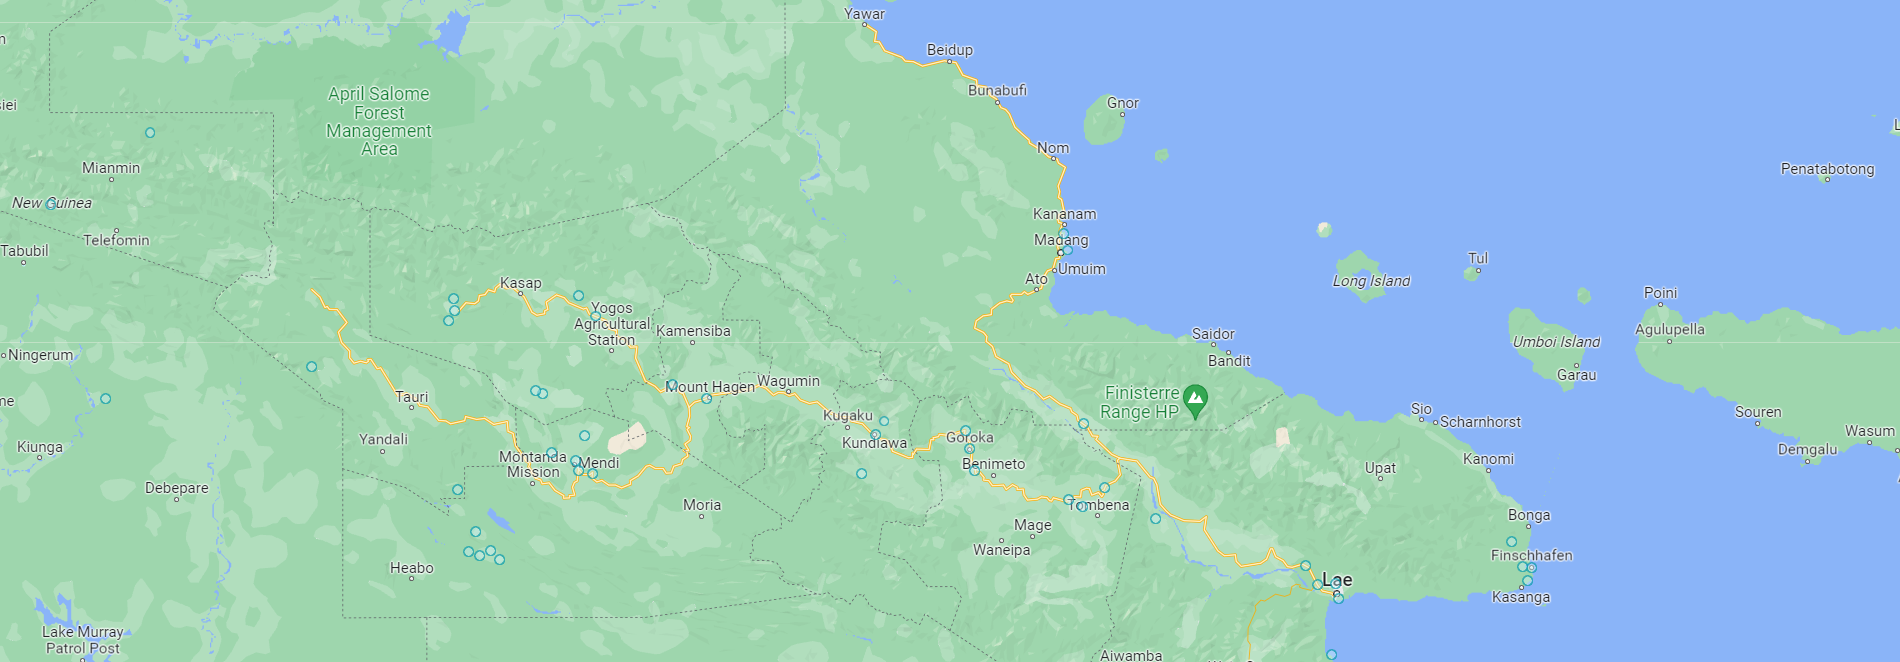 Yawar
Beidup
Bunabufi
Gnor
Nom
April Salome
Forest
Management
Area
Mianmin
New Guinea
Telefomin
Tabubil
Penatabotong
Kananam
Madang
Umuim
Ato
Tul
Long Island
Poini
Kasap
Yogos
Agricultural
Station
Kamensiba
Saidor
Bandit
Agulupella
Umboi Island
Garau
Ningerum
Tauri
Mount Hagen
Wagumin
Finisterre
Range HP
Kugaku
Kundiawa
Goroka
Benimeto
Sio
Scharnhorst
Souren
Wasum
Demgalu
Kiunga
Yandali
Montanda
Mission
Mendi
Kanomi
Upat
Debepare
Moria
Tombena
Mage
Waneipa
Bonga
Finschhafen
Heabo
Lae
Kasanga
Lake Murray
Patrol Post
Aiwamba